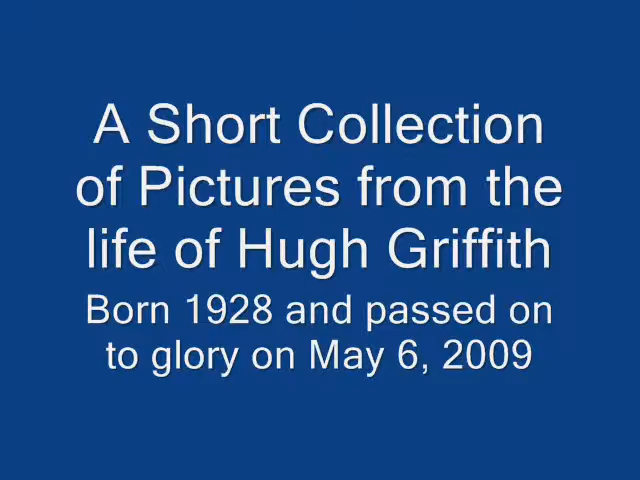 A Short Collection
of Pictures from the
life of Hugh Griffith
Born 1928 and passed on
to glory on May 6, 2009